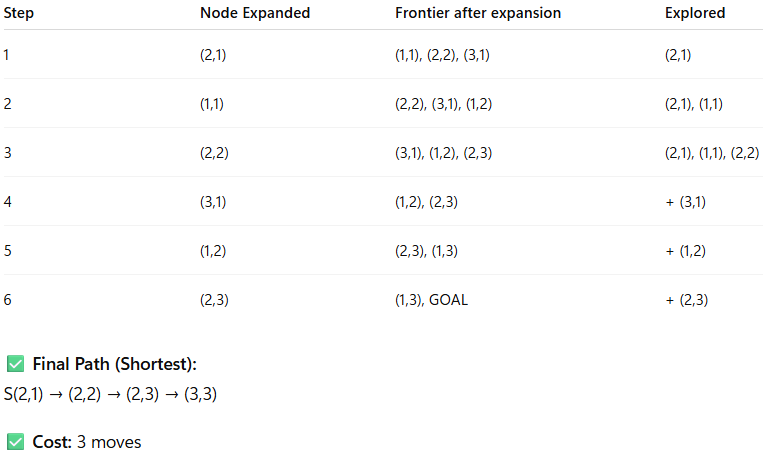 Step Node Expanded Frontier after expansion Explored
1 (2,1) (1,1), (2,2), (3,1) (2,1)
2 (1,1) (2,2), (3,1), (1,2) (2,1), (1,1)
3 (2,2) (3,1), (1,2), (2,3) (2,1), (1,1), (2,2)
4 (3,1) (1,2), (2,3) + (3,1)
5 (1,2) (2,3), (1,3) + (1,2)
6 (2,3) (1,3), GOAL + (2,3)
✅ Final Path (Shortest):
S(2,1) → (2,2) → (2,3) → (3,3)
✅ Cost: 3 moves